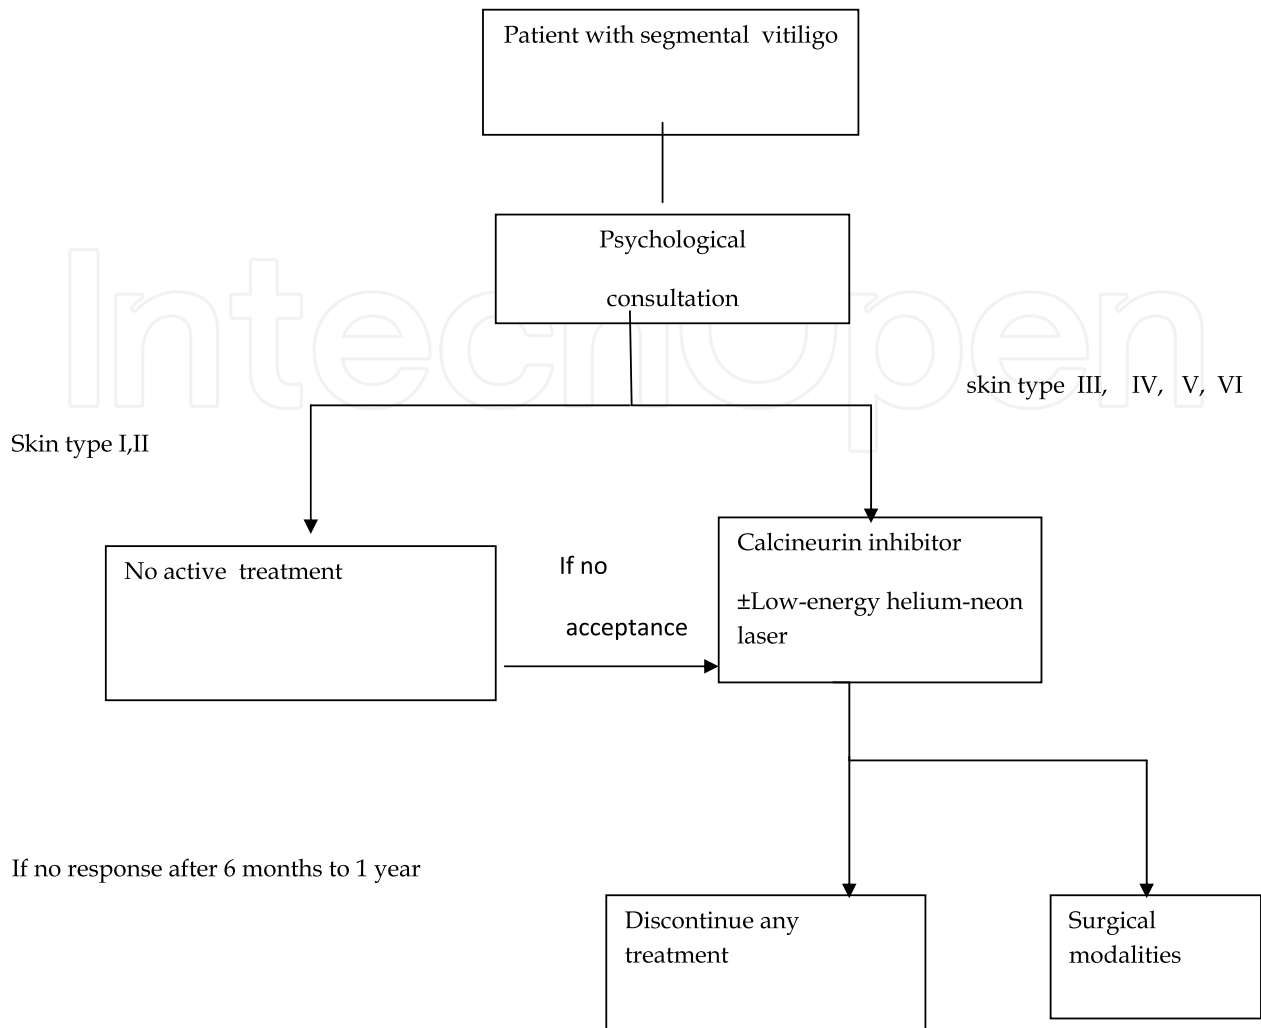 Patient with segmental vitiligo
Psychological
consultation
skin type III, IV, V, VI
Skin type I,II
No active treatment
If no
acceptance
Calcineurin inhibitor
±Low-energy helium-neon
laser
If no response after 6 months to 1 year
Discontinue any
treatment
Surgical
modalities
IntechOpen